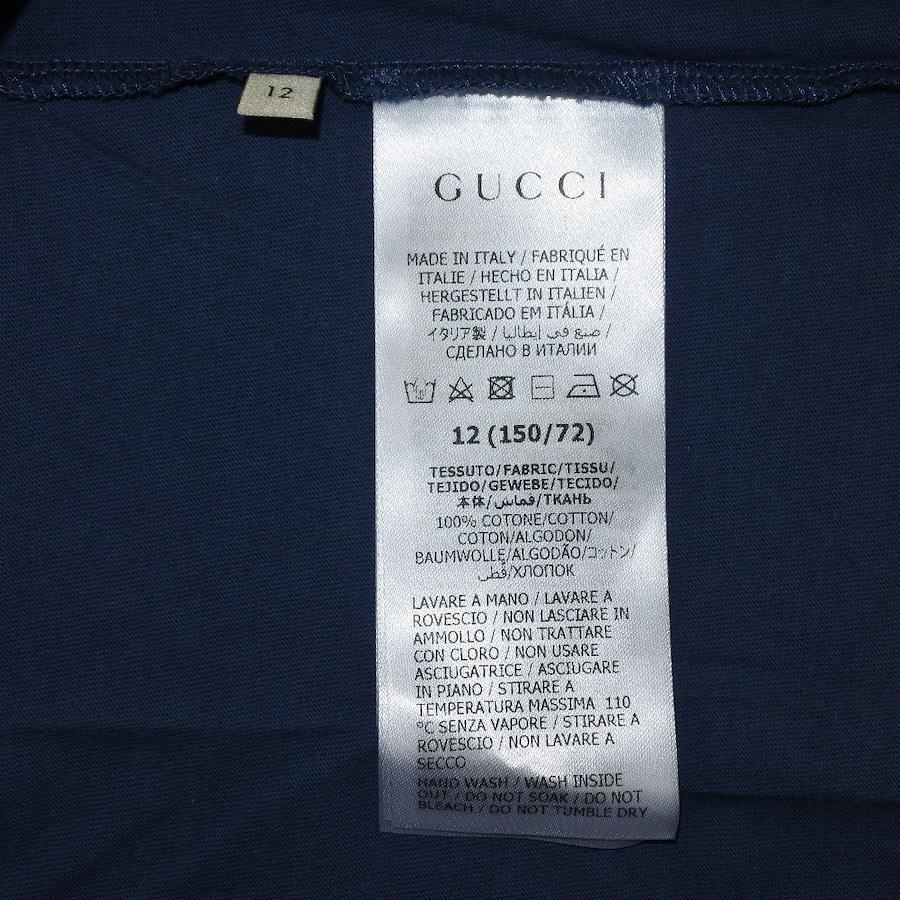 12
GUCCI
MADE IN ITALY / FABRIQUÉ EN
ITALIE / HECHO EN ITALIA /
HERGESTELLT IN ITALIEN /
FABRICADO EM ITÁLIA /
イタリア製 / صنع في إيطاليا /
СДЕЛАНО В ИТАЛИИ
12 (150/72)
TESSUTO/FABRIC/TISSU/
TEJIDO/GEWEBE/TECIDO/
本体/قماش/ТКАНЬ
100% COTONE/COTTON/
COTON/ALGODON/
BAUMWOLLE/ALGODÃO/コットン/
قطن/ХЛОПОК
LAVARE A MANO / LAVARE A
ROVESCIO / NON LASCIARE IN
AMMOLLO / NON TRATTARE
CON CLORO / NON USARE
ASCIUGATRICE / ASCIUGARE
IN PIANO / STIRARE A
TEMPERATURA MASSIMA 110
°C SENZA VAPORE / STIRARE A
ROVESCIO / NON LAVARE A
SECCO
HAND WASH / WASH INSIDE
OUT / DO NOT SOAK / DO NOT
BLEACH / DO NOT TUMBLE DRY